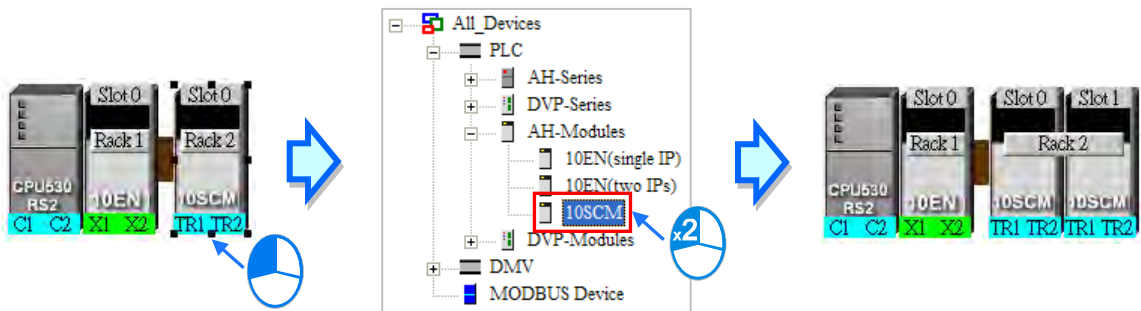 Slot 0 Slot 0
Rack 1 Rack 2
CPU530
RS2
10EN 10SCM
C1 C2 X1 X2 TR1 TR2
All_Devices
PLC
AH-Series
DVP-Series
AH-Modules
10EN(single IP)
10EN(two IPs)
10SCM
DVP-Modules
DMV
MODBUS Device
x2
Slot 0 Slot 0 Slot 1
Rack 1 Rack 2
CPU530
RS2
10EN 10SCM 10SCM
C1 C2 X1 X2 TR1 TR2 TR1 TR2